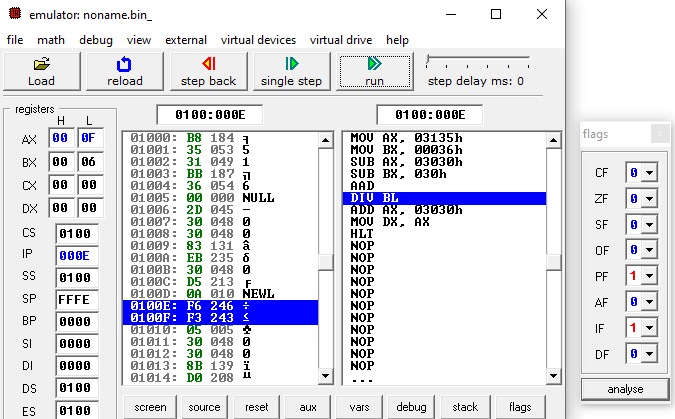 emulator: noname.bin_
file math debug view external virtual devices virtual drive help
Load reload step back single step run step delay ms: 0
registers
H L
AX 00 0F
BX 00 06
CX 00 00
DX 00 00
CS 0100
IP 000E
SS 0100
SP FFFE
BP 0000
SI 0000
DI 0000
DS 0100
ES 0100
0100:000E
01000: B8 184 ╕
01001: 35 053 5
01002: 31 049 1
01003: BB 187 ╗
01004: 36 054 6
01005: 00 000 NULL
01006: 2D 045 -
01007: 30 048 0
01008: 30 048 0
01009: 83 131 â
0100A: EB 235 δ
0100B: 30 048 0
0100C: D5 213 ╒
0100D: 0A 010 NEWL
0100E: F6 246 ÷
0100F: F3 243 ≤
01010: 05 005 ♣
01011: 30 048 0
01012: 30 048 0
01013: 8B 139 ï
01014: D0 208 ╨
0100:000E
MOV AX, 03135h
MOV BX, 00036h
SUB AX, 03030h
SUB BX, 030h
AAD
DIV BL
ADD AX, 03030h
MOV DX, AX
HLT
NOP
NOP
NOP
NOP
NOP
NOP
NOP
NOP
NOP
NOP
NOP
...
screen source reset aux vars debug stack flags
flags
CF 0
ZF 0
SF 0
OF 0
PF 1
AF 0
IF 1
DF 0
analyse